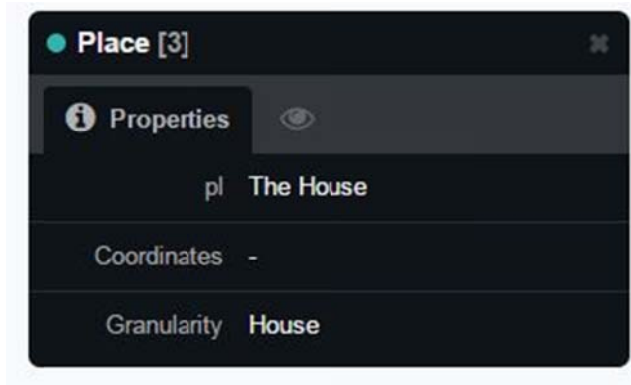 Place [3]
Properties
pl The House
Coordinates -
Granularity House